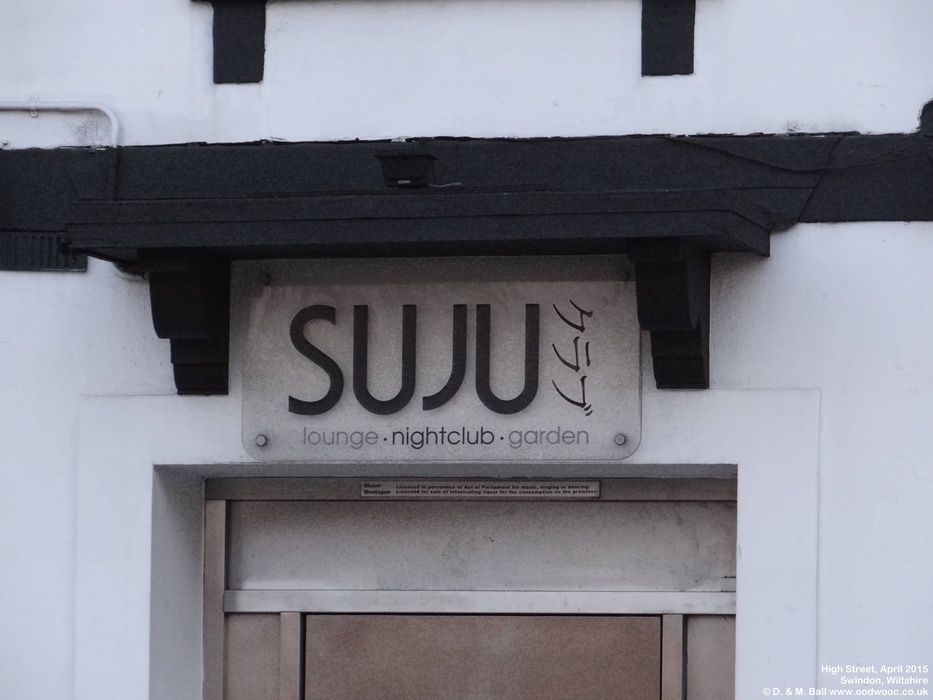 SUJU
クラブ
lounge · nightclub · garden
Shaun Montague
Licensed in pursuance of Act of Parliament for music, singing or dancing.
Licensed for sale of intoxicating liquor for the consumption on the premises
High Street, April 2015
Swindon, Wiltshire
© D. & M. Ball www.oodwooc.co.uk